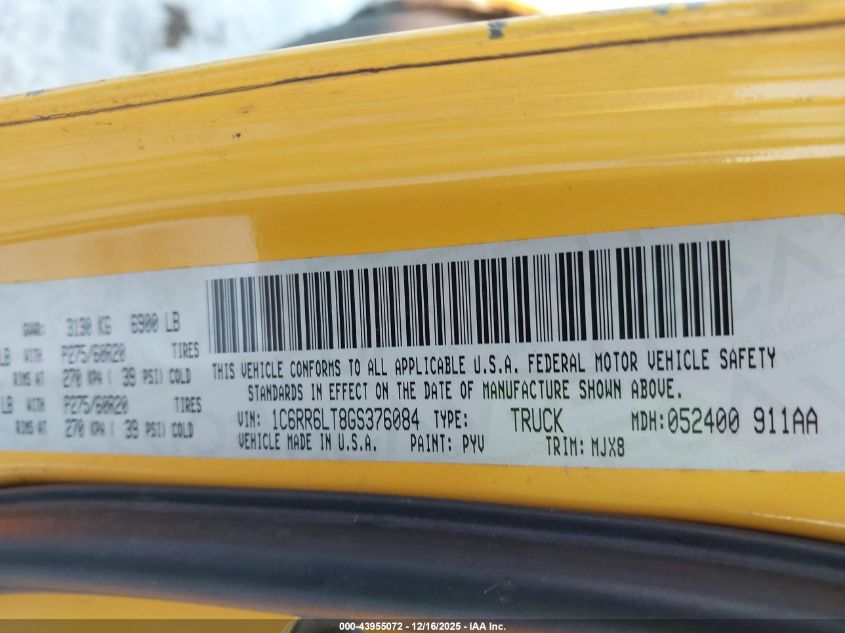 GVWR: 3130 KG 6900 LB
LB WITH P275/60R20 TIRES
RIMS AT 270 KPA ( 39 PSI) COLD
LB WITH P275/60R20 TIRES
RIMS AT 270 KPA ( 39 PSI) COLD
THIS VEHICLE CONFORMS TO ALL APPLICABLE U.S.A. FEDERAL MOTOR VEHICLE SAFETY
STANDARDS IN EFFECT ON THE DATE OF MANUFACTURE SHOWN ABOVE.
VIN: 1C6RR6LT8GS376084 TYPE: TRUCK MDH:052400 911AA
VEHICLE MADE IN U.S.A. PAINT: PYV TRIM: MJX8
000-43955072 - 12/16/2025 - IAA Inc.